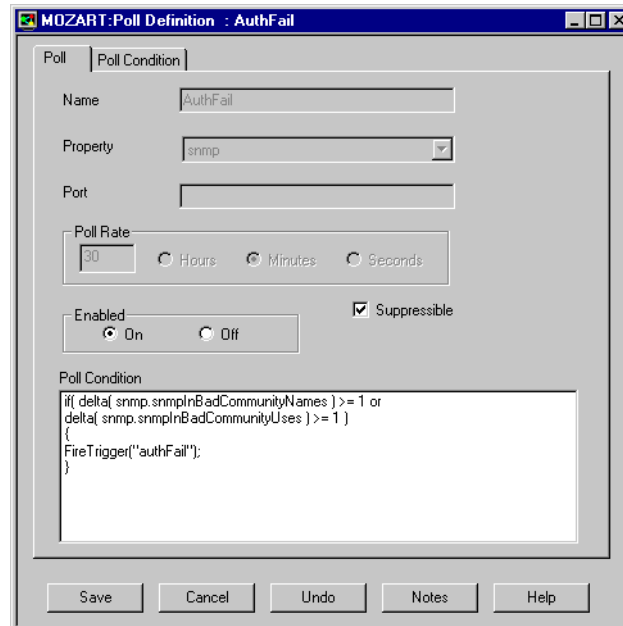 MOZART:Poll Definition : AuthFail
Poll
Poll Condition
Name
AuthFail
Property
snmp
Port
Poll Rate
30
Hours
Minutes
Seconds
Enabled
On
Off
Suppressible
Poll Condition
if( delta( snmp.snmpInBadCommunityNames ) >= 1 or
delta( snmp.snmpInBadCommunityUses ) >= 1 )
{
FireTrigger("authFail");
}
Save
Cancel
Undo
Notes
Help